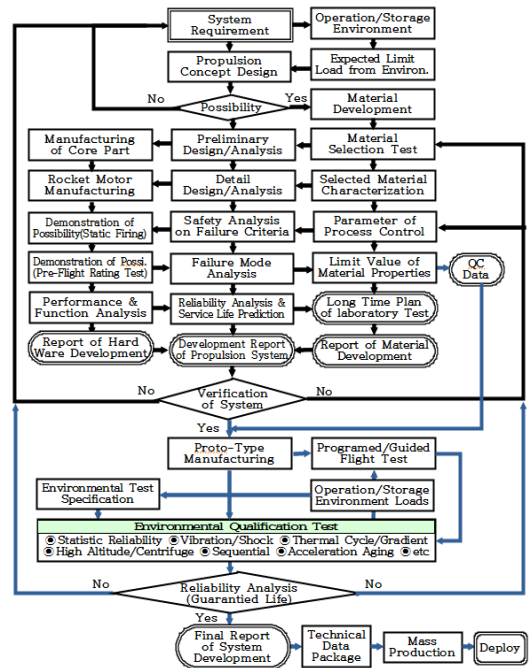 System
Requirement
Operation/Storage
Environment
Propulsion
Concept Design
Expected Limit
Load from Environ.
No
Possibility
Yes
Material
Development
Manufacturing
of Core Part
Preliminary
Design/Analysis
Material
Selection Test
Rocket Motor
Manufacturing
Detail
Design/Analysis
Selected Material
Characterization
Demonstration of
Possibility(Static Firing)
Safety Analysis
on Failure Criteria
Parameter of
Process Control
Demonstration of Possi.
(Pre-Flight Rating Test)
Failure Mode
Analysis
Limit Value of
Material Properties
QC
Data
Performance &
Function Analysis
Reliability Analysis &
Service Life Prediction
Long Time Plan
of laboratory Test
Report of Hard
Ware Development
Development Report
of Propulsion System
Report of Material
Development
No
Verification
of System
No
Yes
Proto-Type
Manufacturing
Programed/Guided
Flight Test
Environmental Test
Specification
Operation/Storage
Environment Loads
Environmental Qualification Test
◉ Statistic Reliability ◉ Vibration/Shock ◉ Thermal Cycle/Gradient
◉ High Altitude/Centrifuge ◉ Sequential ◉ Acceleration Aging ◉ etc
No
Reliability Analysis
(Guarantied Life)
No
Yes
Final Report
of System
Development
Technical
Data
Package
Mass
Production
Deploy